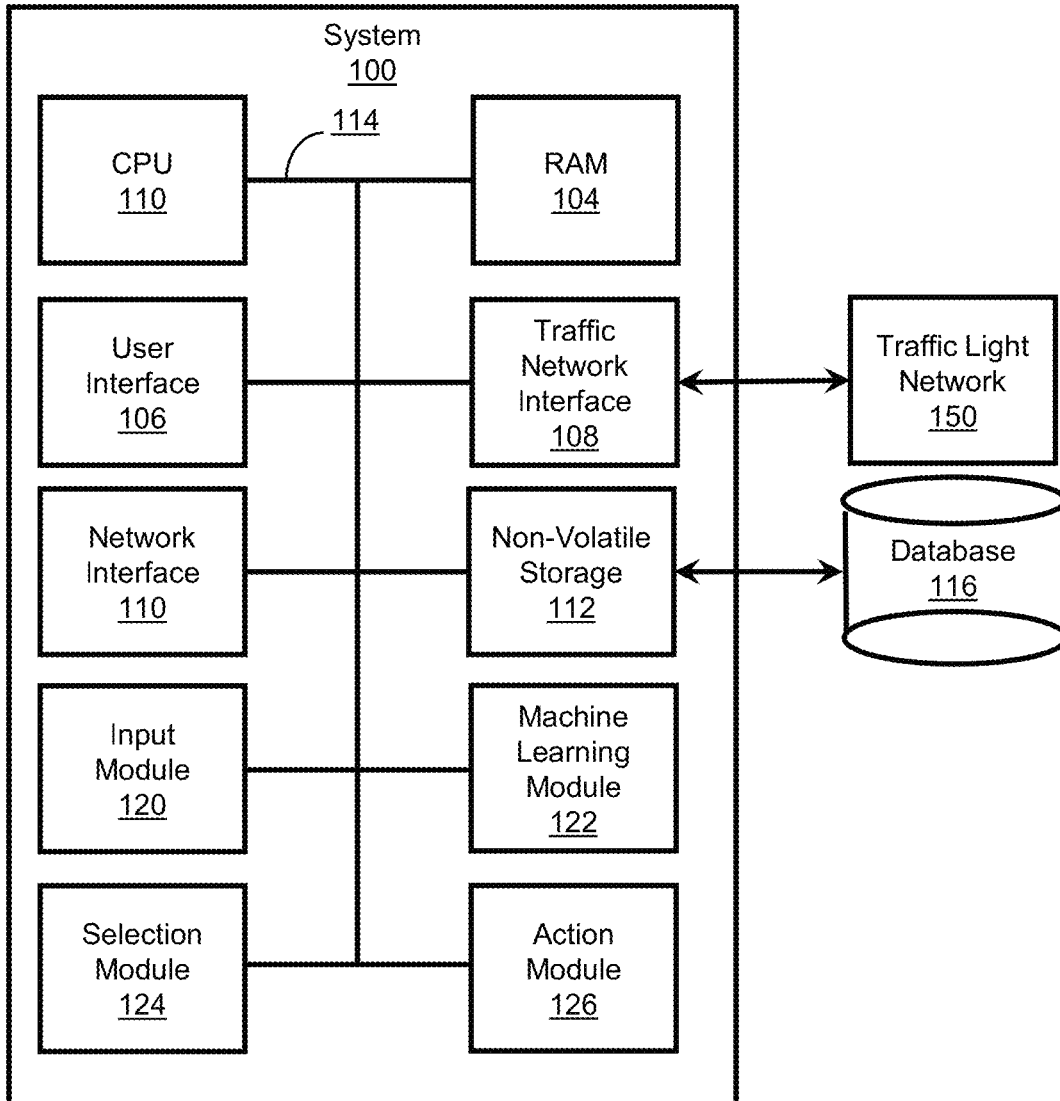 System
100
114
CPU
110
RAM
104
User
Interface
106
Traffic
Network
Interface
108
Traffic Light
Network
150
Network
Interface
110
Non-Volatile
Storage
112
Database
116
Input
Module
120
Machine
Learning
Module
122
Selection
Module
124
Action
Module
126